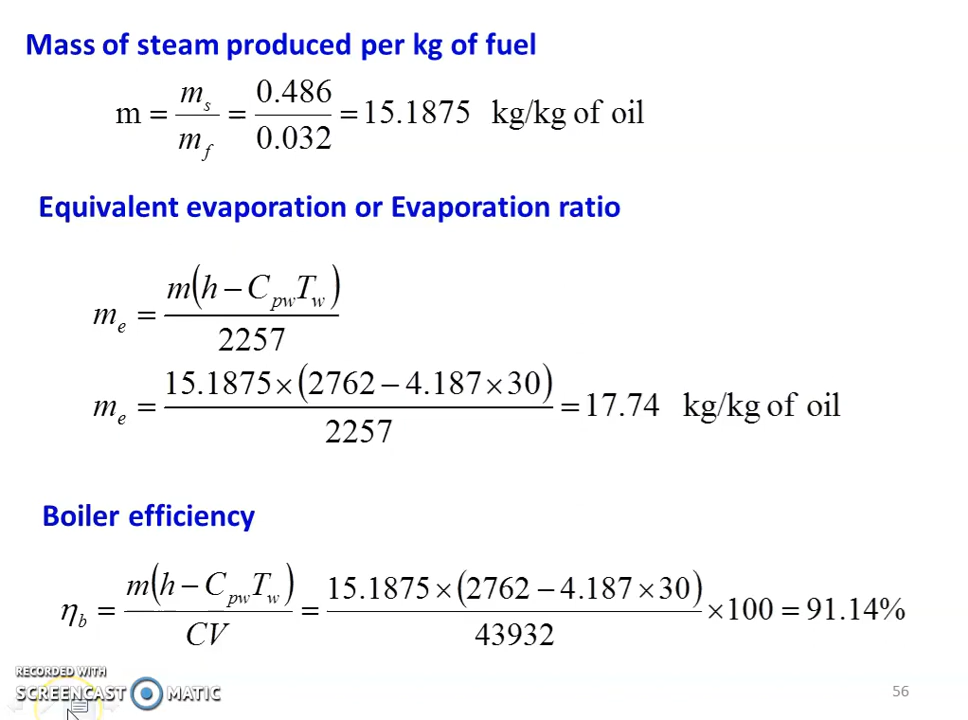 Mass of steam produced per kg of fuel
m = m_s / m_f = 0.486 / 0.032 = 15.1875 kg/kg of oil
Equivalent evaporation or Evaporation ratio
m_e = m(h − C_pw T_w) / 2257
m_e = 15.1875 × (2762 − 4.187 × 30) / 2257 = 17.74 kg/kg of oil
Boiler efficiency
η_b = m(h − C_pw T_w) / CV = 15.1875 × (2762 − 4.187 × 30) / 43932 × 100 = 91.14%
RECORDED WITH
SCREENCAST MATIC
56